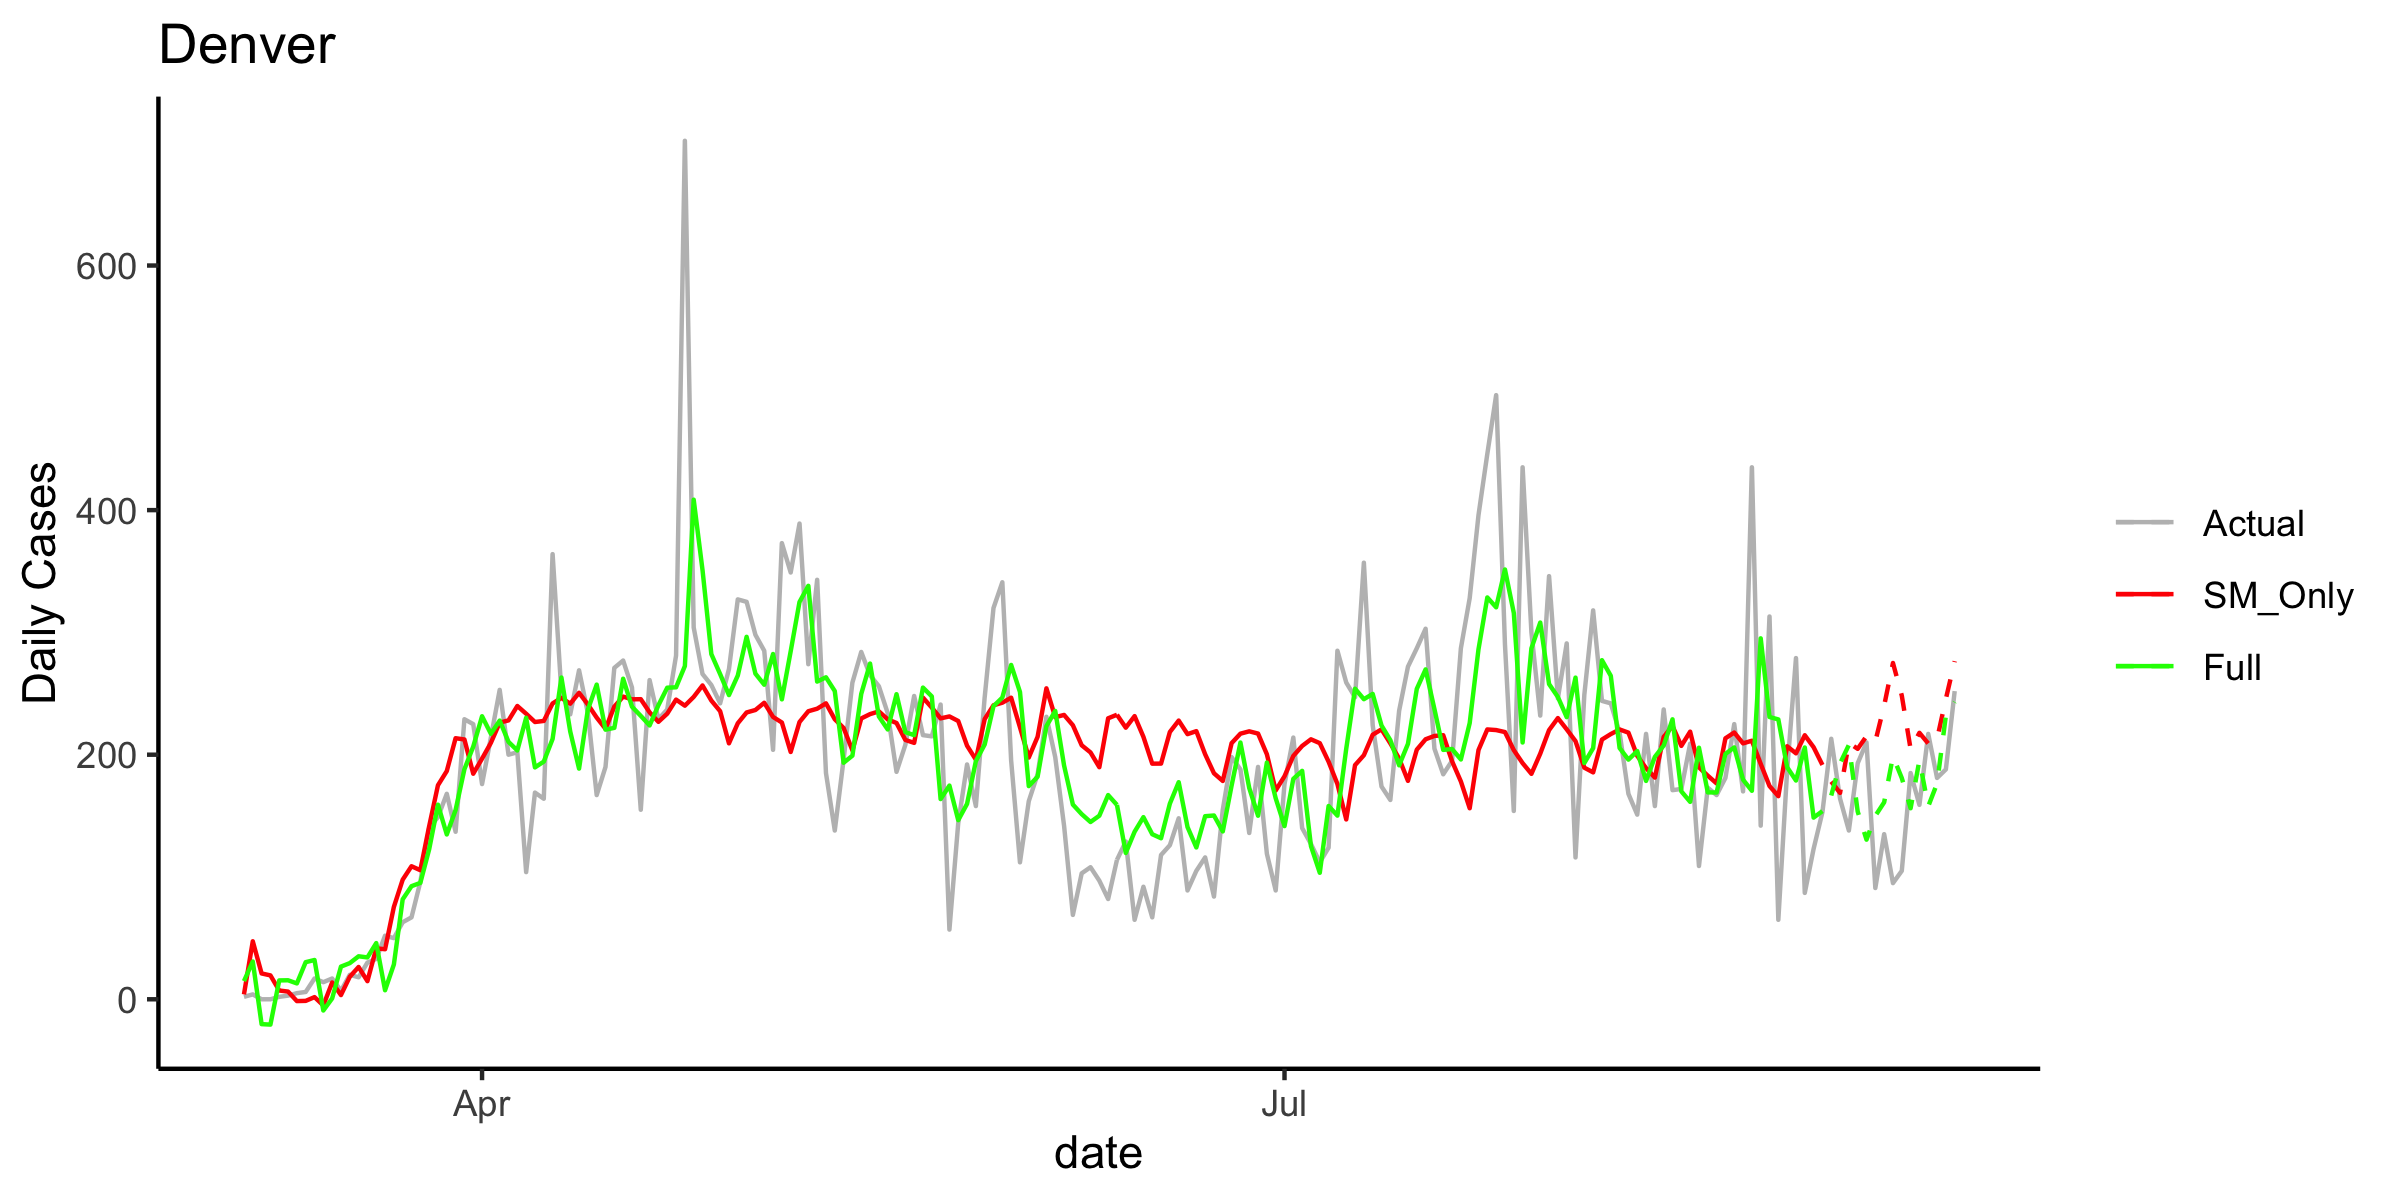 Denver
Daily Cases
600
400
200
0
Apr
Jul
date
Actual
SM_Only
Full